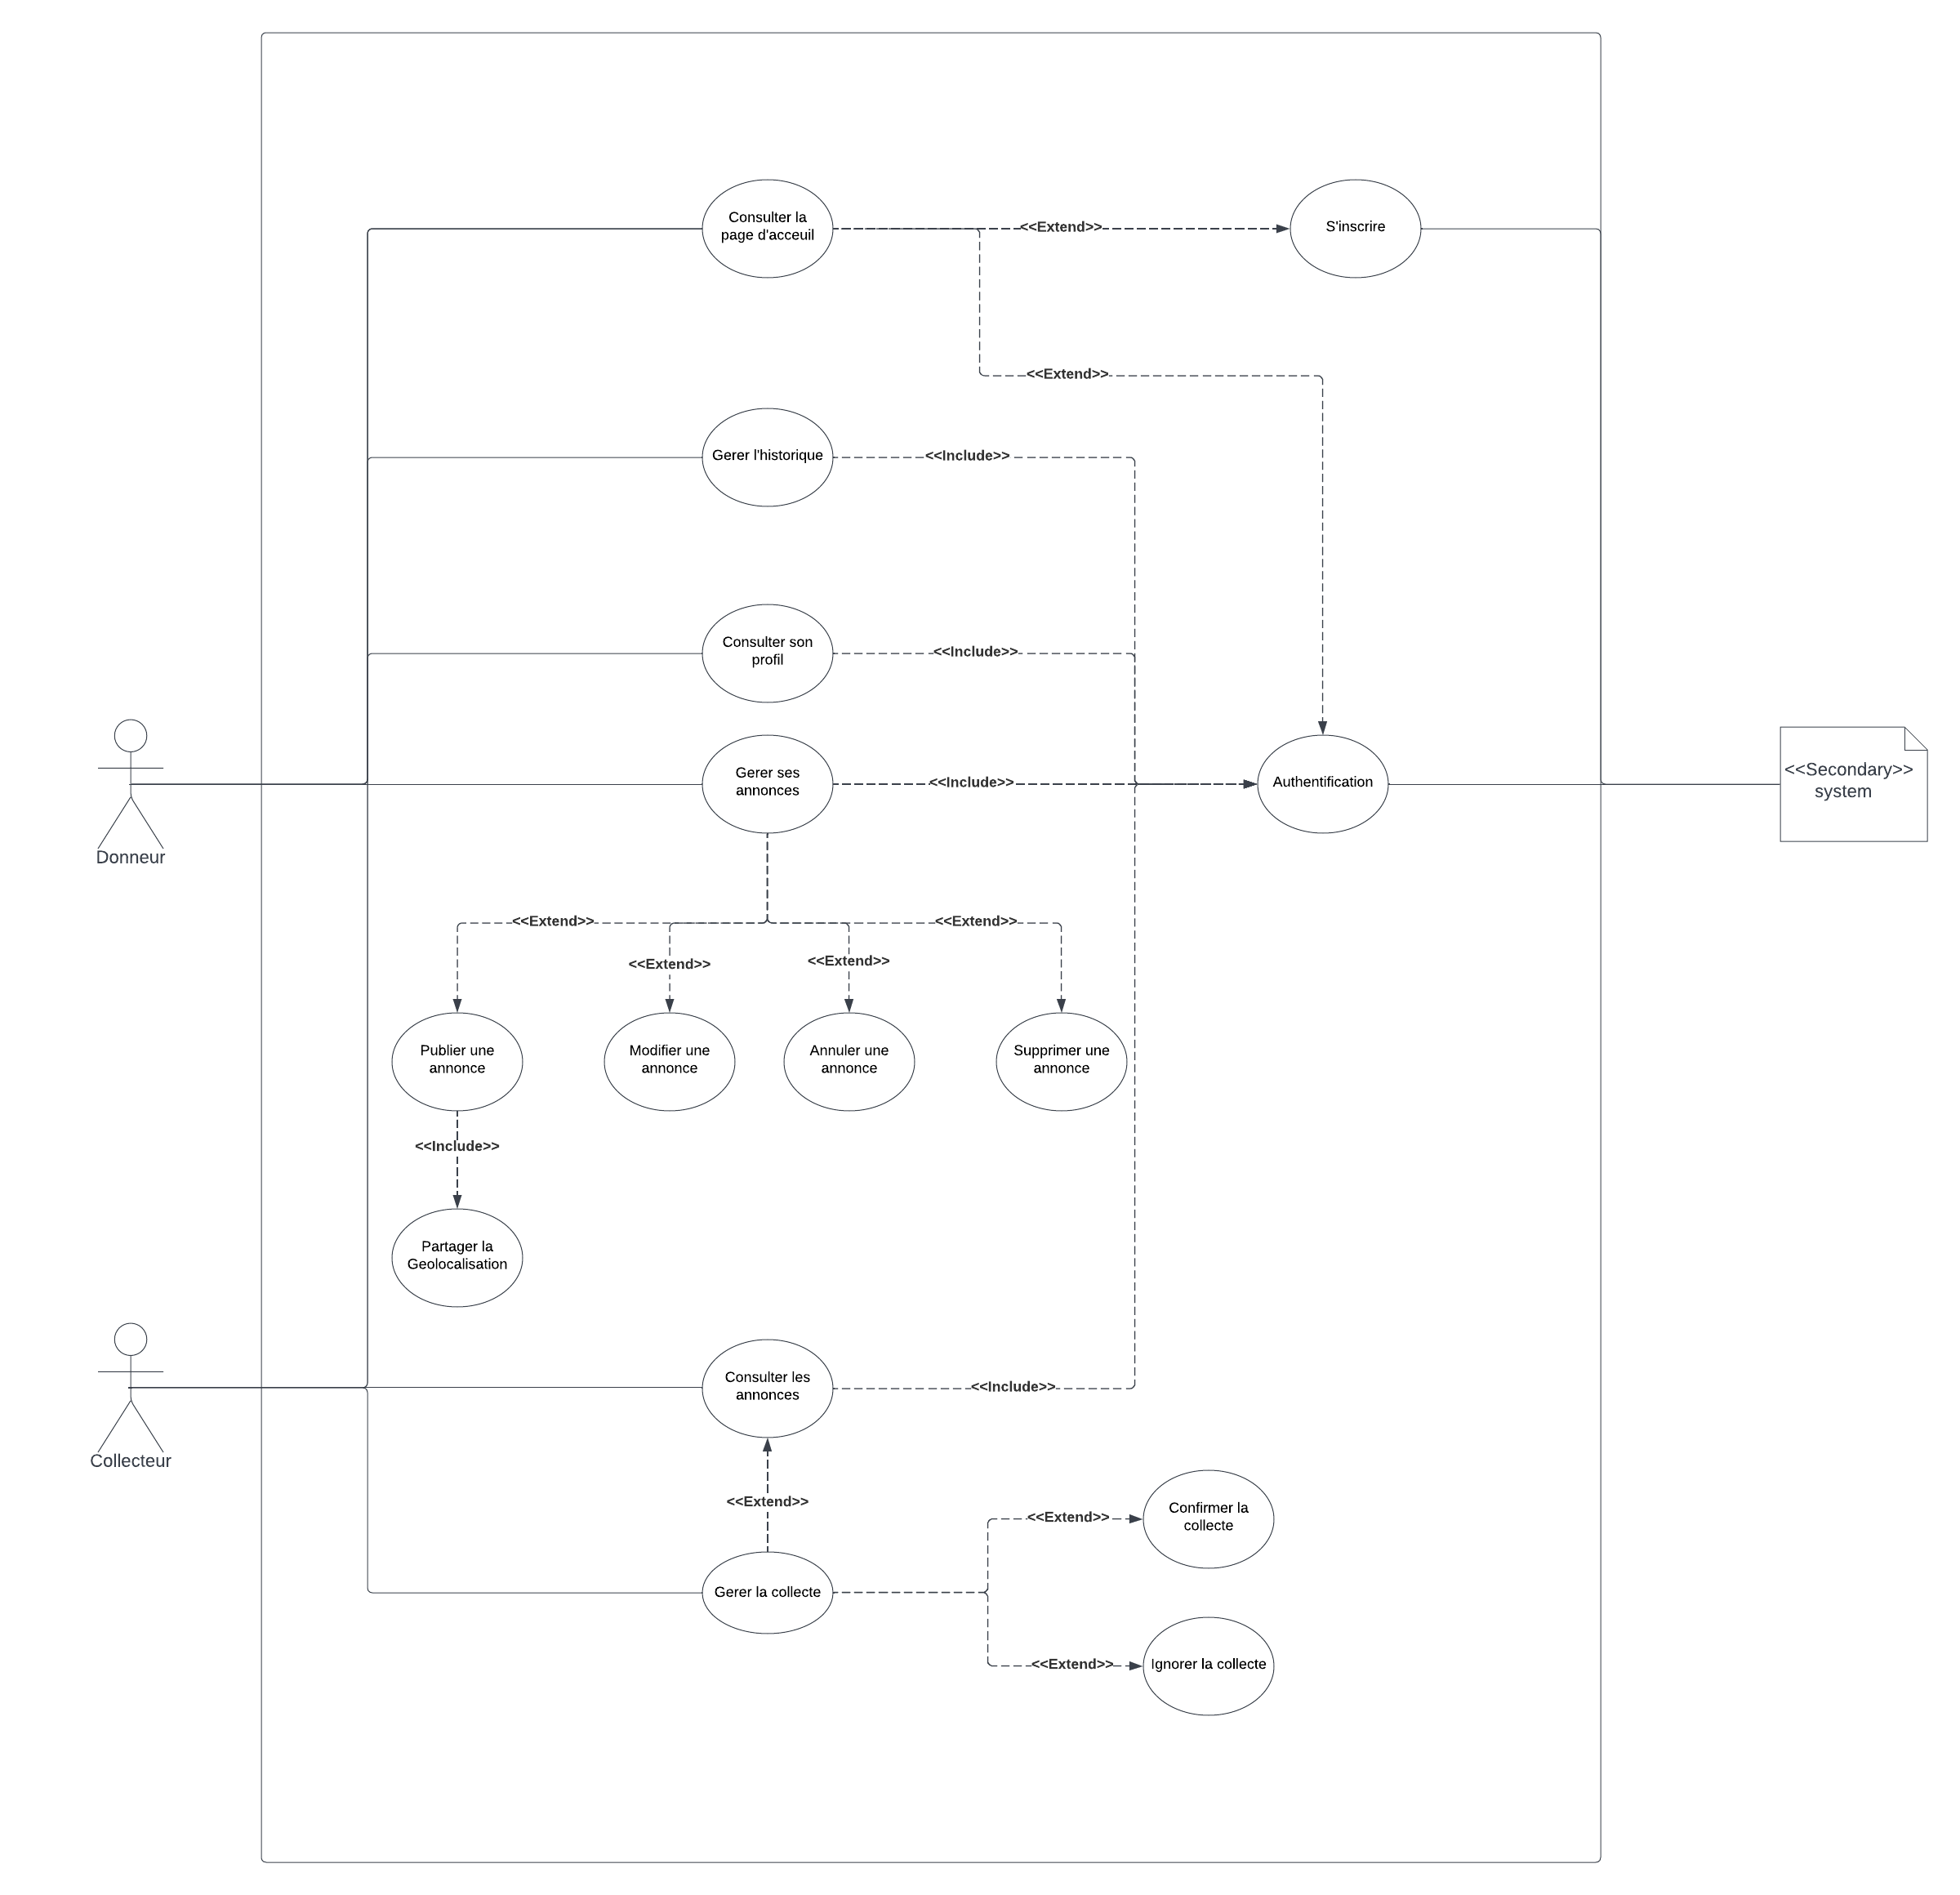 Consulter la
page d'acceuil
<<Extend>>
S'inscrire
<<Extend>>
Gerer l'historique
<<Include>>
Consulter son
profil
<<Include>>
Donneur
Gerer ses
annonces
<<Include>>
Authentification
<<Secondary>>
system
<<Extend>>
<<Extend>>
<<Extend>>
<<Extend>>
Publier une
annonce
Modifier une
annonce
Annuler une
annonce
Supprimer une
annonce
<<Include>>
Partager la
Geolocalisation
Collecteur
Consulter les
annonces
<<Include>>
<<Extend>>
Gerer la collecte
<<Extend>>
Confirmer la
collecte
<<Extend>>
Ignorer la collecte